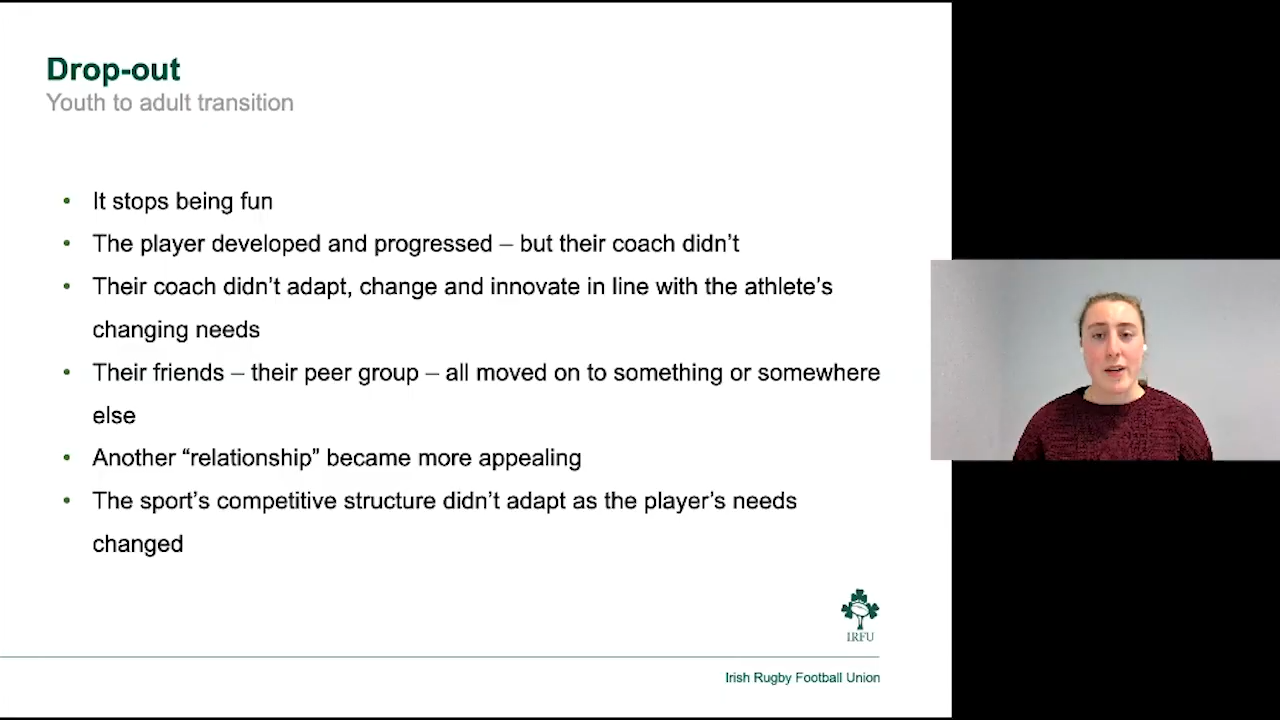 Drop-out
Youth to adult transition
• It stops being fun
• The player developed and progressed – but their coach didn’t
• Their coach didn’t adapt, change and innovate in line with the athlete’s
changing needs
• Their friends – their peer group – all moved on to something or somewhere
else
• Another “relationship” became more appealing
• The sport’s competitive structure didn’t adapt as the player’s needs
changed
IRFU
Irish Rugby Football Union